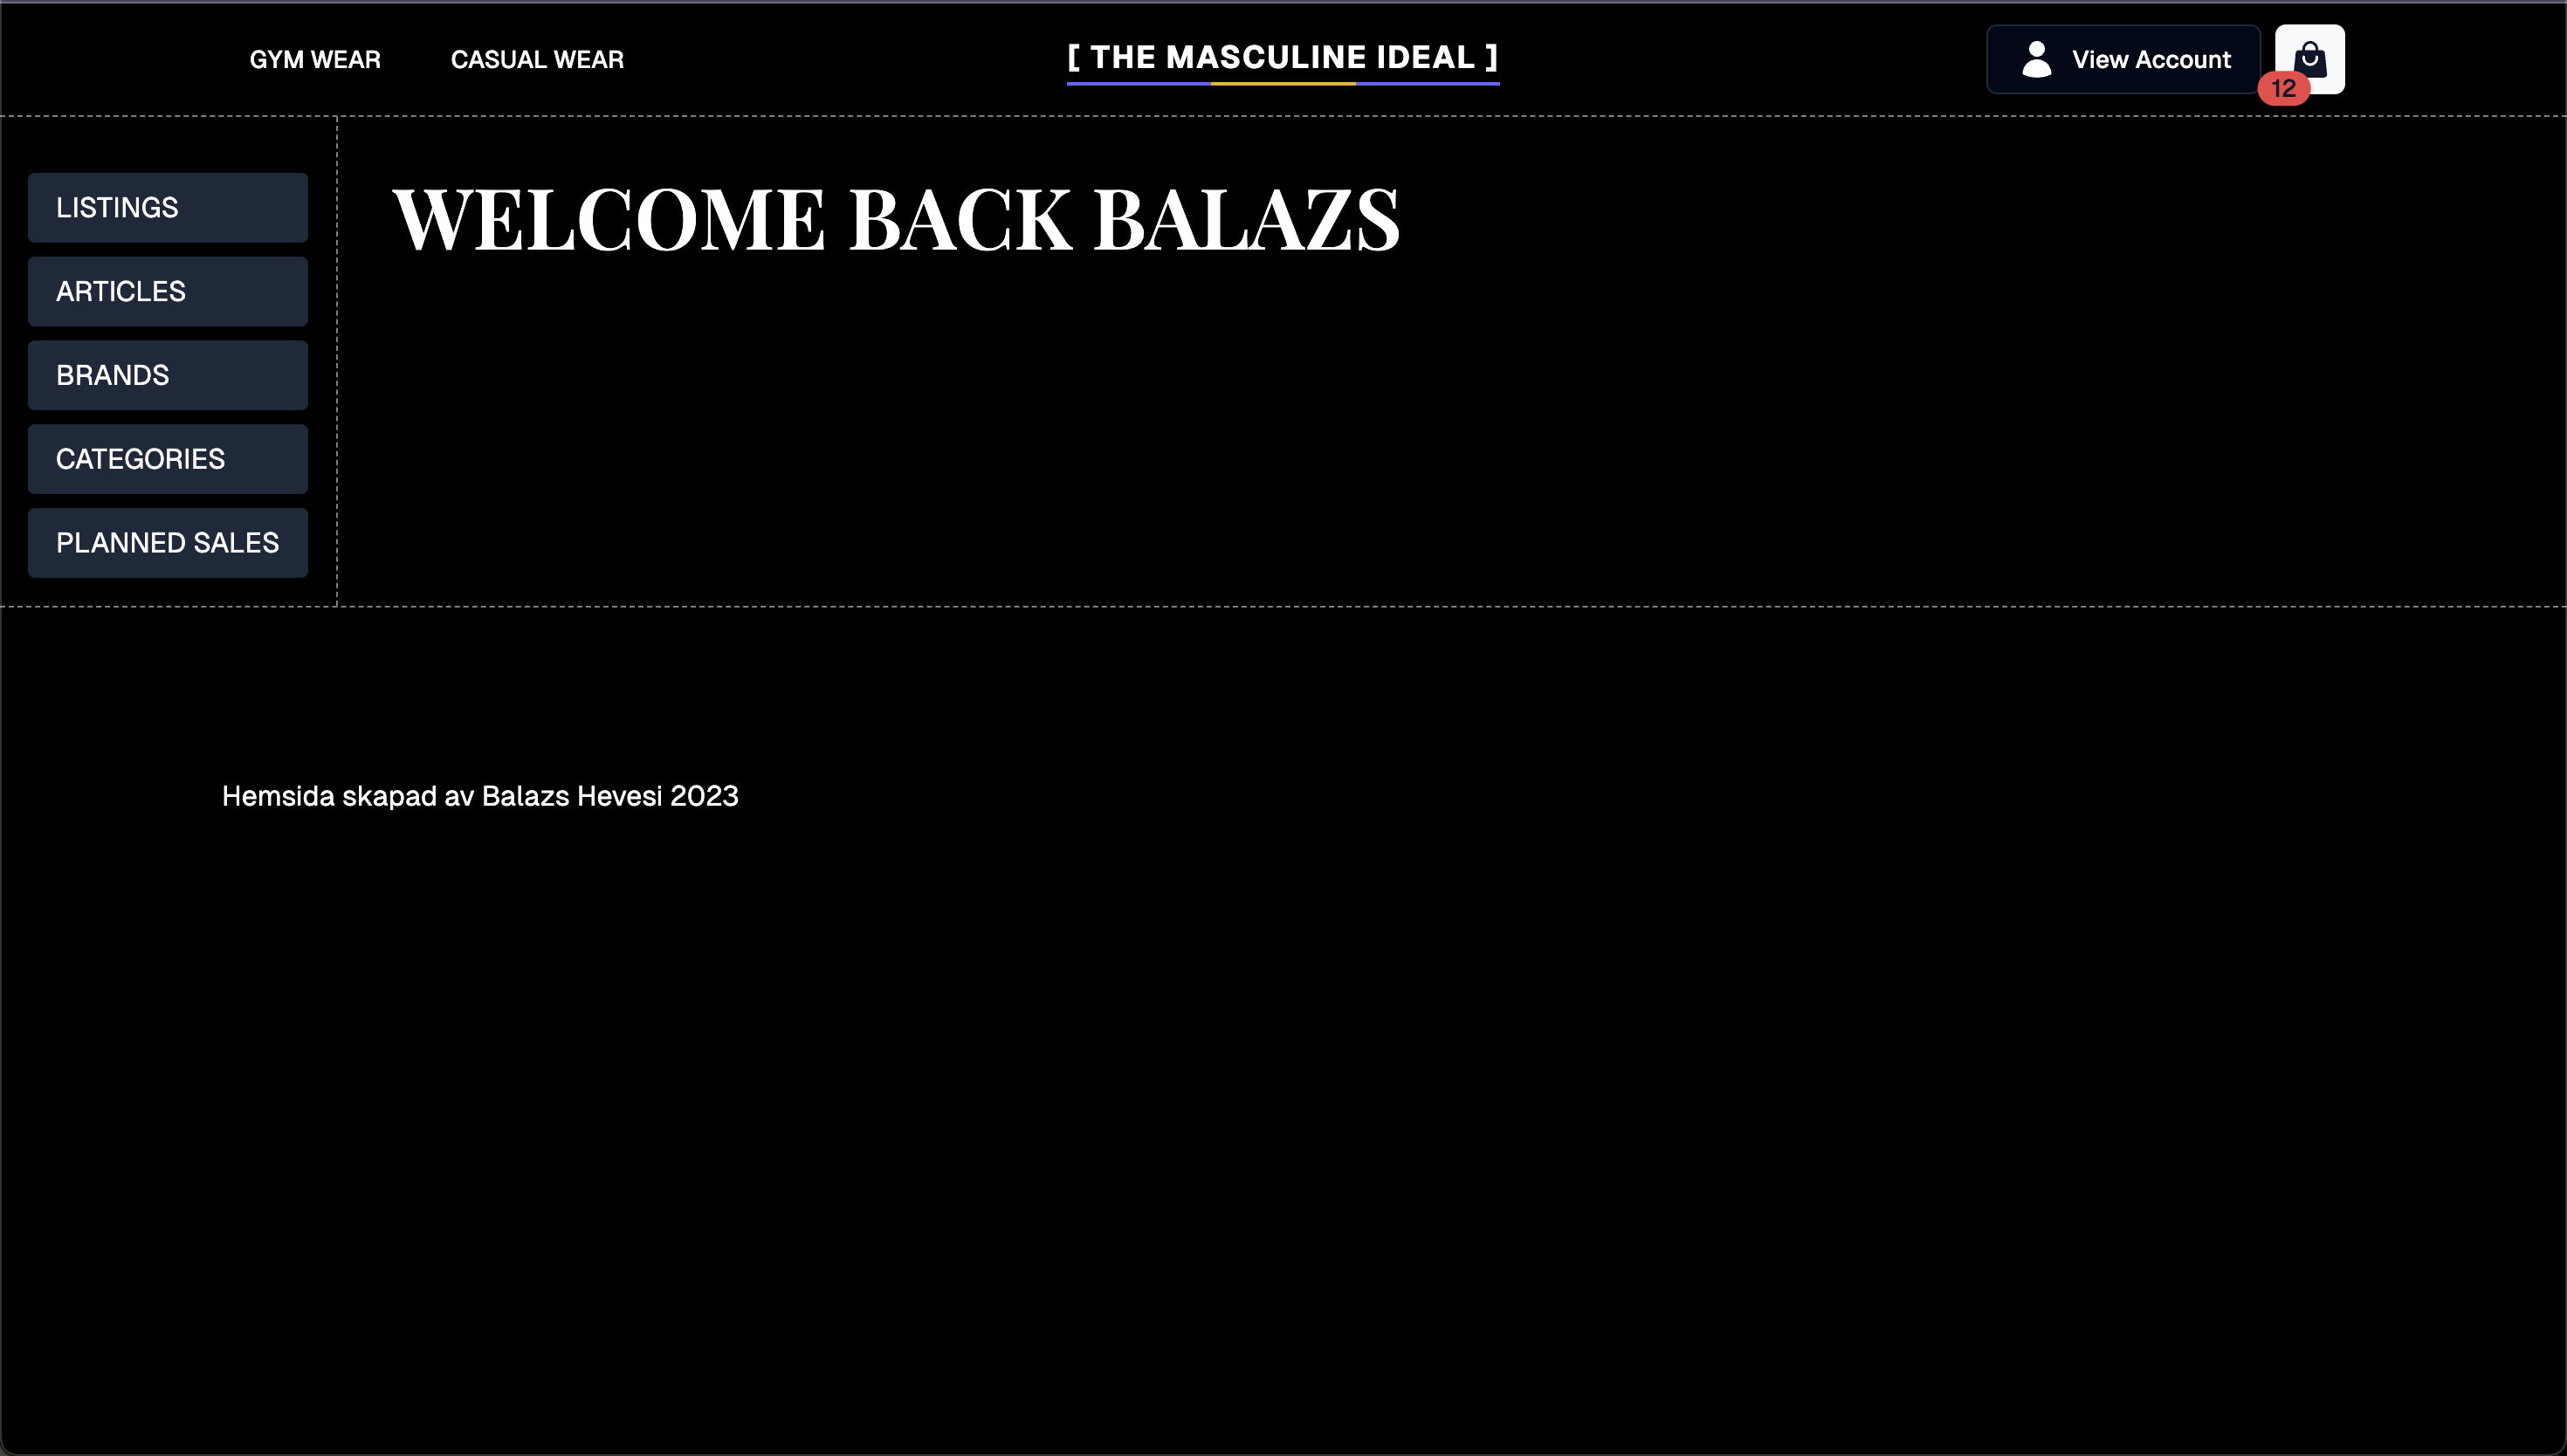 GYM WEAR
CASUAL WEAR
[ THE MASCULINE IDEAL ]
View Account
12
LISTINGS
ARTICLES
BRANDS
CATEGORIES
PLANNED SALES
WELCOME BACK BALAZS
Hemsida skapad av Balazs Hevesi 2023